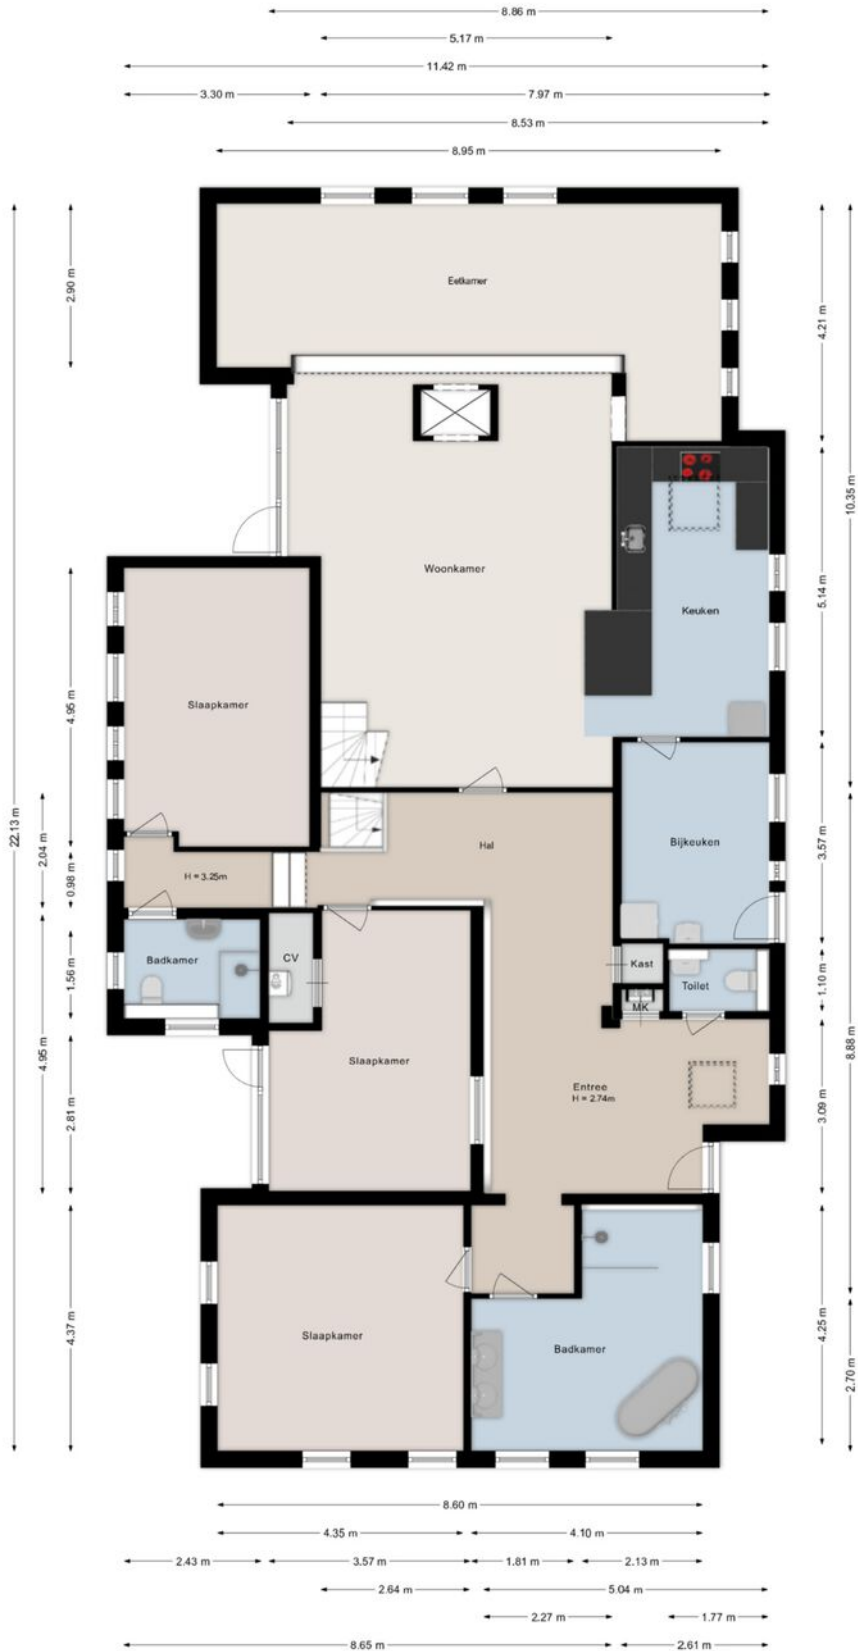 8.86 m
5.17 m
11.42 m
3.30 m
7.97 m
8.53 m
8.95 m
22.13 m
2.90 m
4.21 m
10.35 m
Eetkamer
Woonkamer
Keuken
5.14 m
Slaapkamer
4.95 m
2.04 m
0.98 m
Hal
H = 3.25m
Bijkeuken
3.57 m
Badkamer
CV
Kast
Toilet
MK
1.56 m
1.10 m
4.95 m
2.81 m
Slaapkamer
Entree
H = 2.74m
3.09 m
8.88 m
4.37 m
Slaapkamer
Badkamer
4.25 m
2.70 m
8.60 m
4.35 m
4.10 m
2.43 m
3.57 m
1.81 m
2.13 m
2.64 m
5.04 m
2.27 m
1.77 m
8.65 m
2.61 m